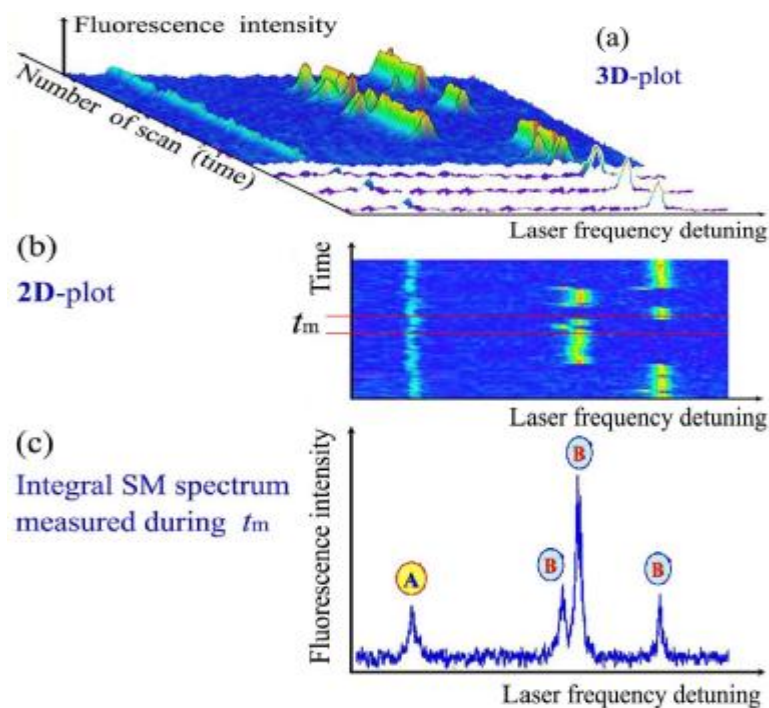 Fluorescence intensity
(a)
3D-plot
Number of scan (time)
Laser frequency detuning
(b)
2D-plot
Time
tm
Laser frequency detuning
(c)
Integral SM spectrum
measured during tm
Fluorescence intensity
B
B
B
A
Laser frequency detuning